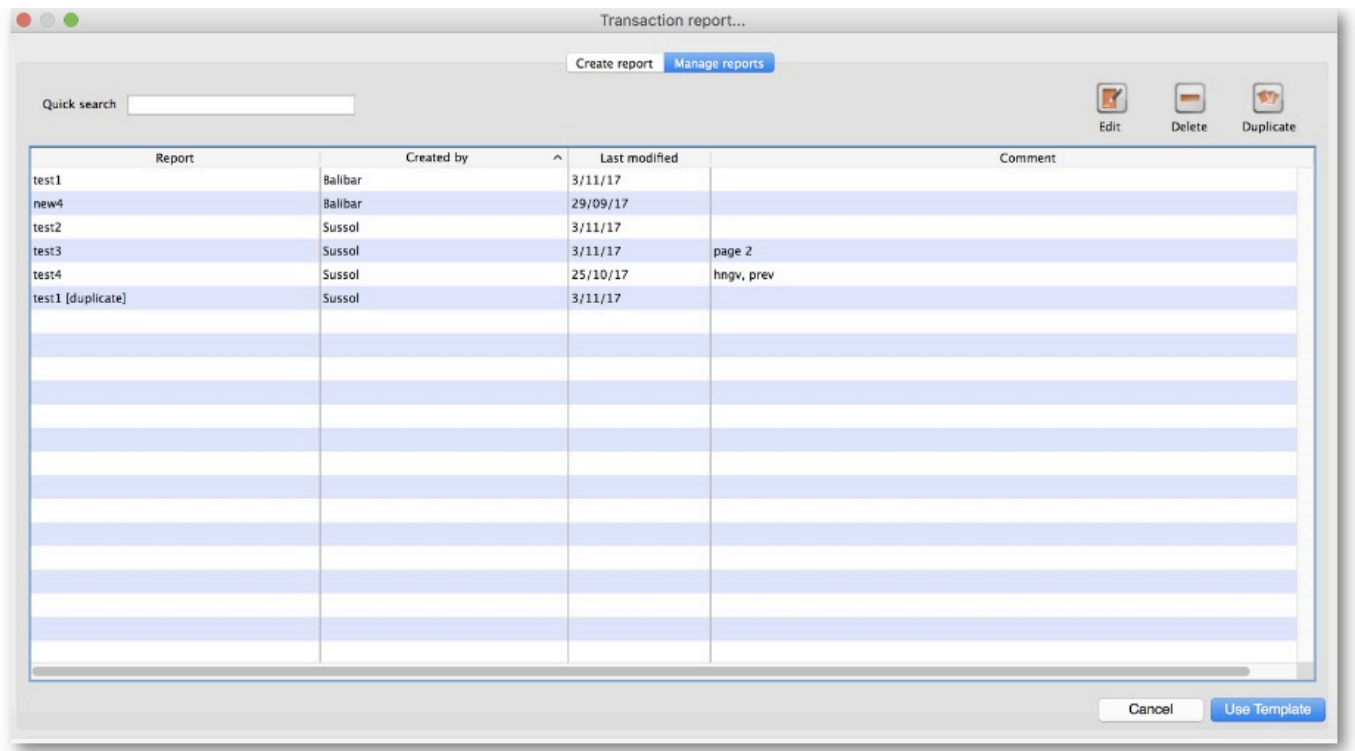 Transaction report...
Create report Manage reports
Quick search
Edit Delete Duplicate
Report Created by Last modified Comment
test1 Balibar 3/11/17
new4 Balibar 29/09/17
test2 Sussol 3/11/17
test3 Sussol 3/11/17 page 2
test4 Sussol 25/10/17 hngv, prev
test1 [duplicate] Sussol 3/11/17
Cancel Use Template